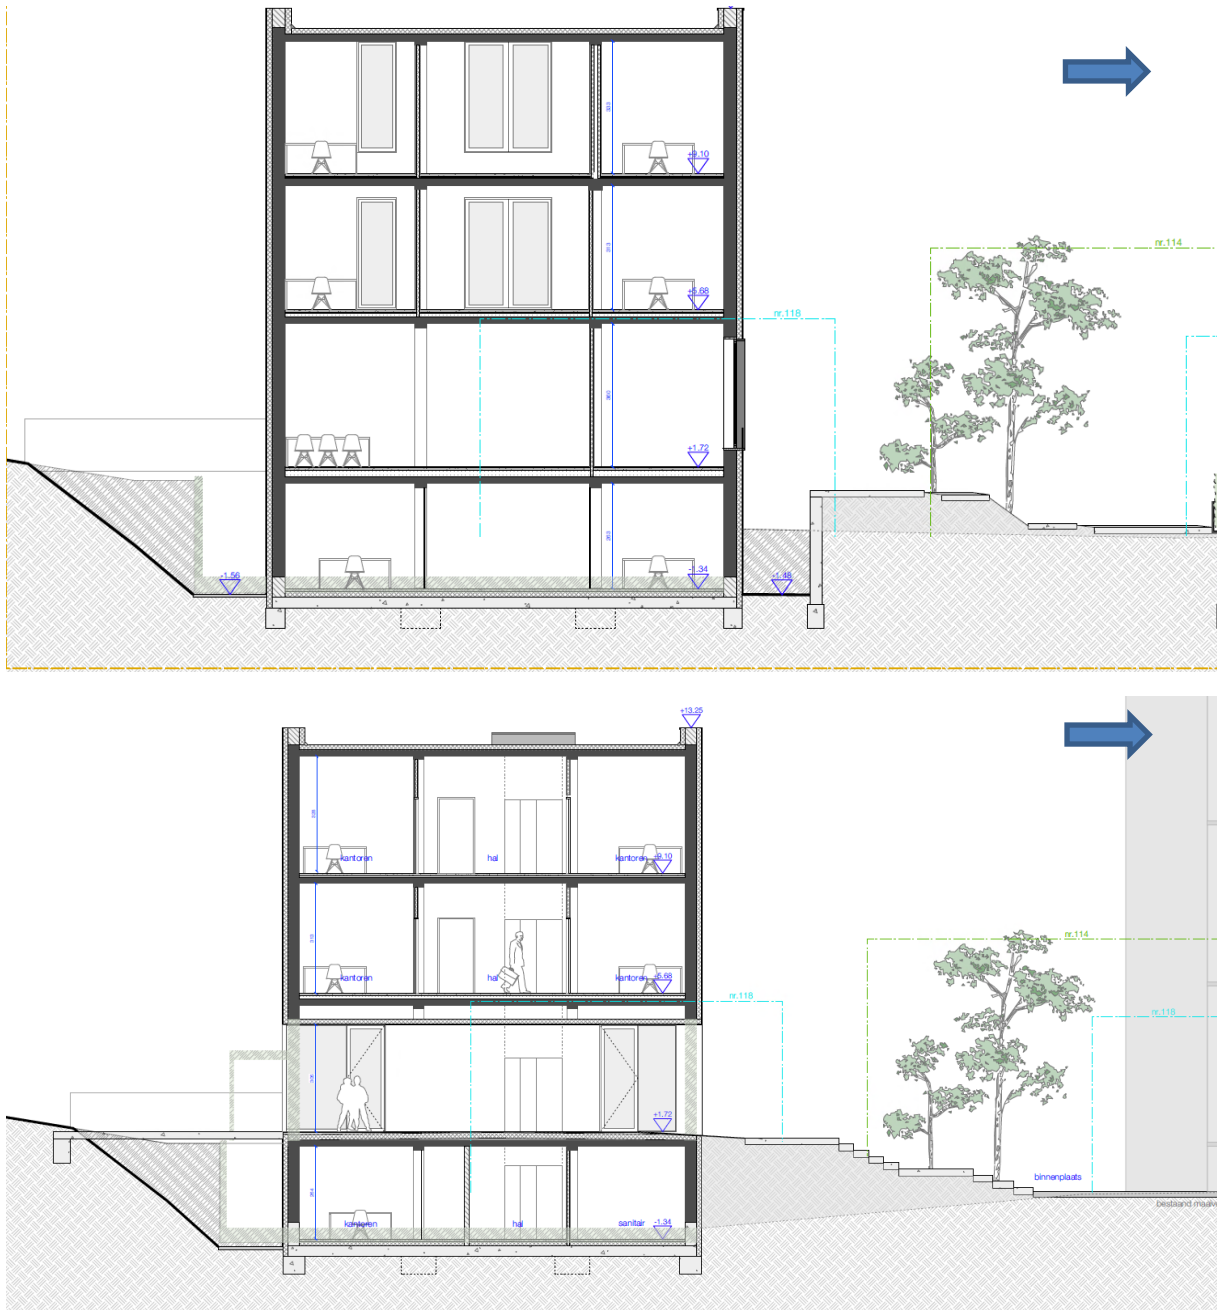 +9.10
nr.114
+5.68
nr.118
360
+1.72
263
-1.34
-1.56
-1.48
+13.25
kantoren
hal
kantoren
+9.10
kantoren
hal
kantoren
+5.68
nr.114
nr.118
nr.118
+1.72
binnenplaats
kantoren
hal
sanitair
-1.34